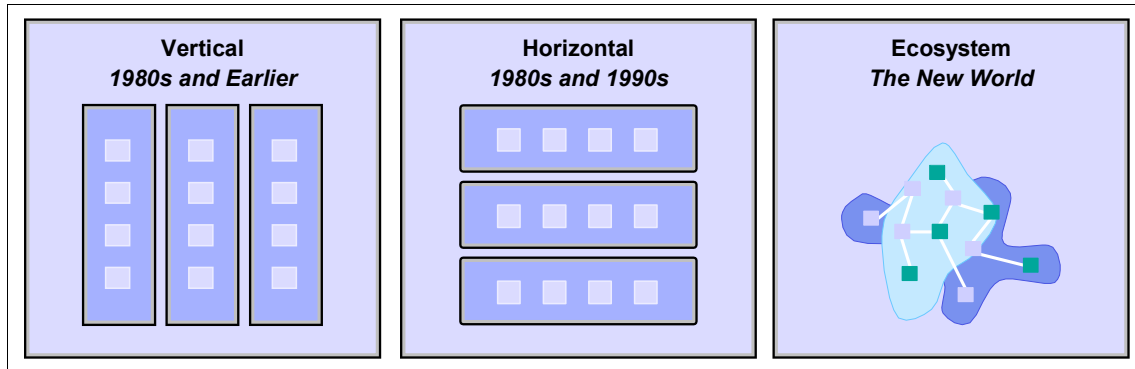 Vertical
1980s and Earlier
Horizontal
1980s and 1990s
Ecosystem
The New World